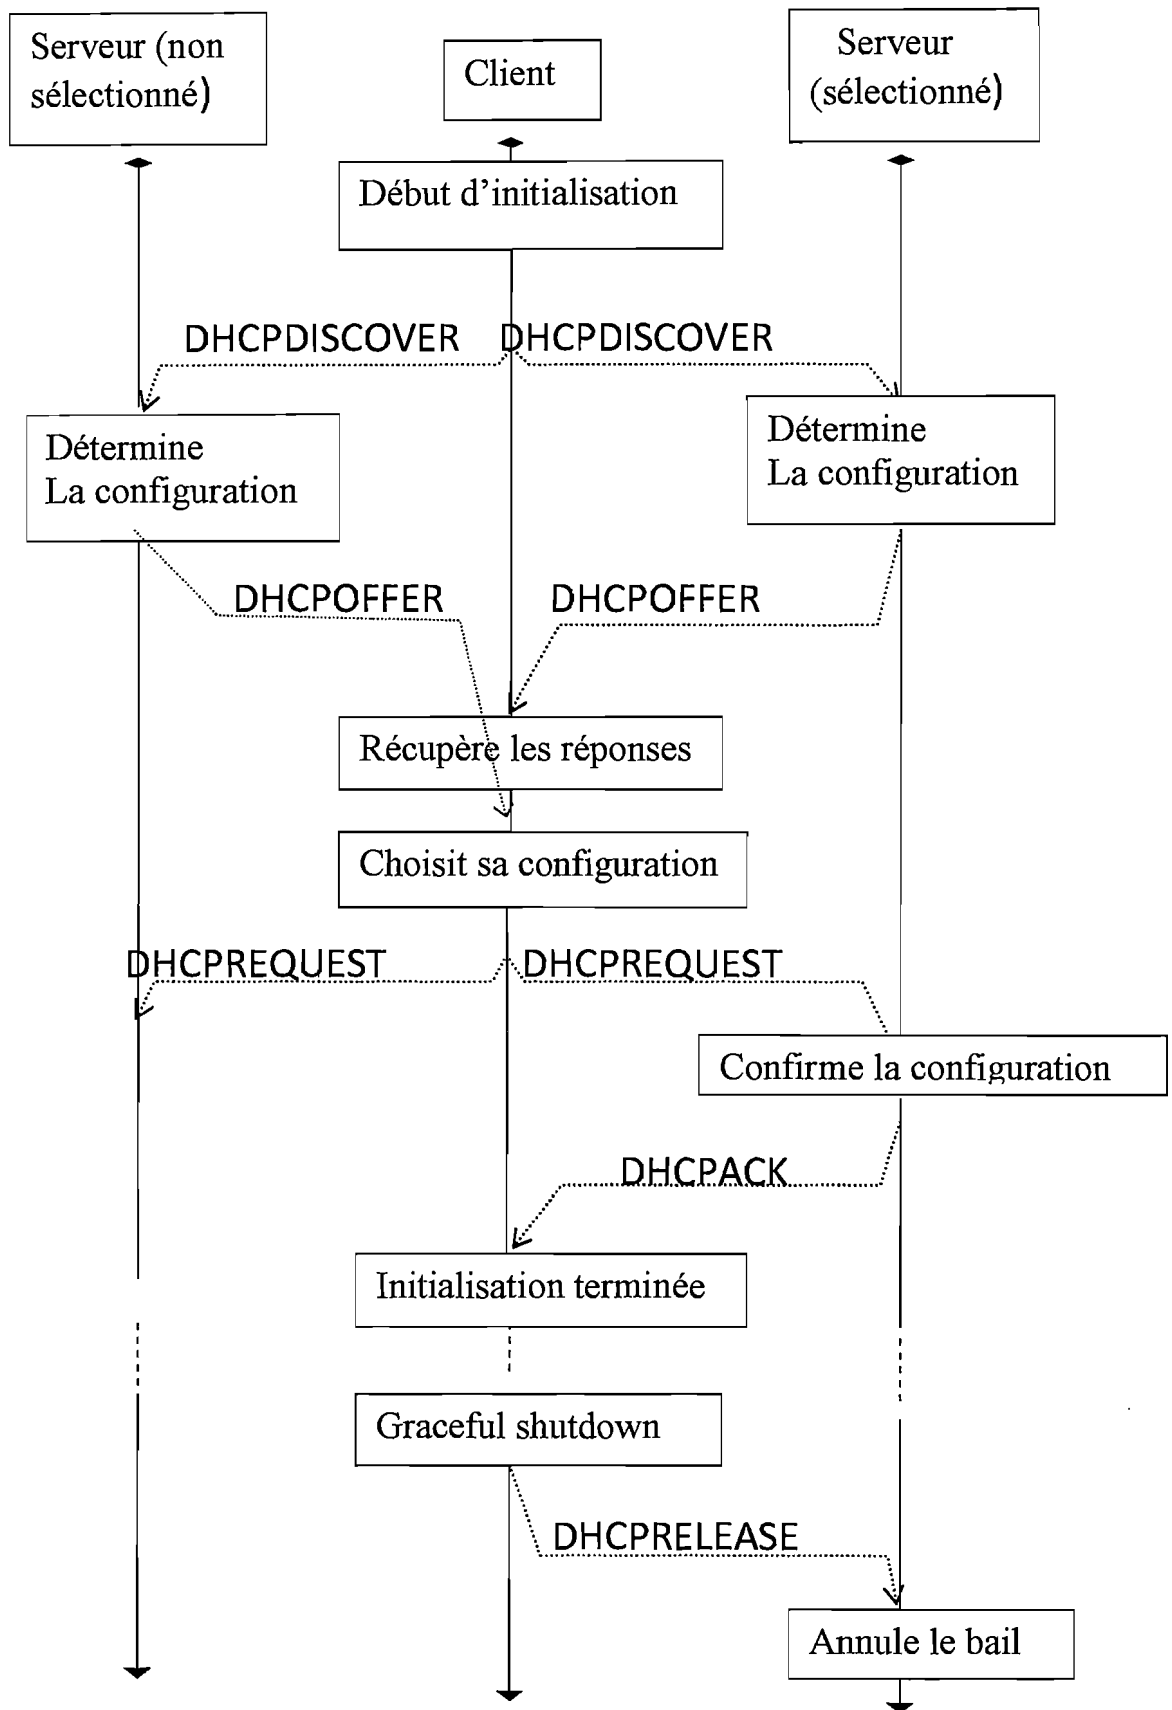 Serveur (non
sélectionné)
Client
Serveur
(sélectionné)
Début d'initialisation
DHCPDISCOVER
DHCPDISCOVER
Détermine
La configuration
Détermine
La configuration
DHCPOFFER
DHCPOFFER
Récupère les réponses
Choisit sa configuration
DHCPREQUEST
DHCPREQUEST
Confirme la configuration
DHCPACK
Initialisation terminée
Graceful shutdown
DHCPRELEASE
Annule le bail